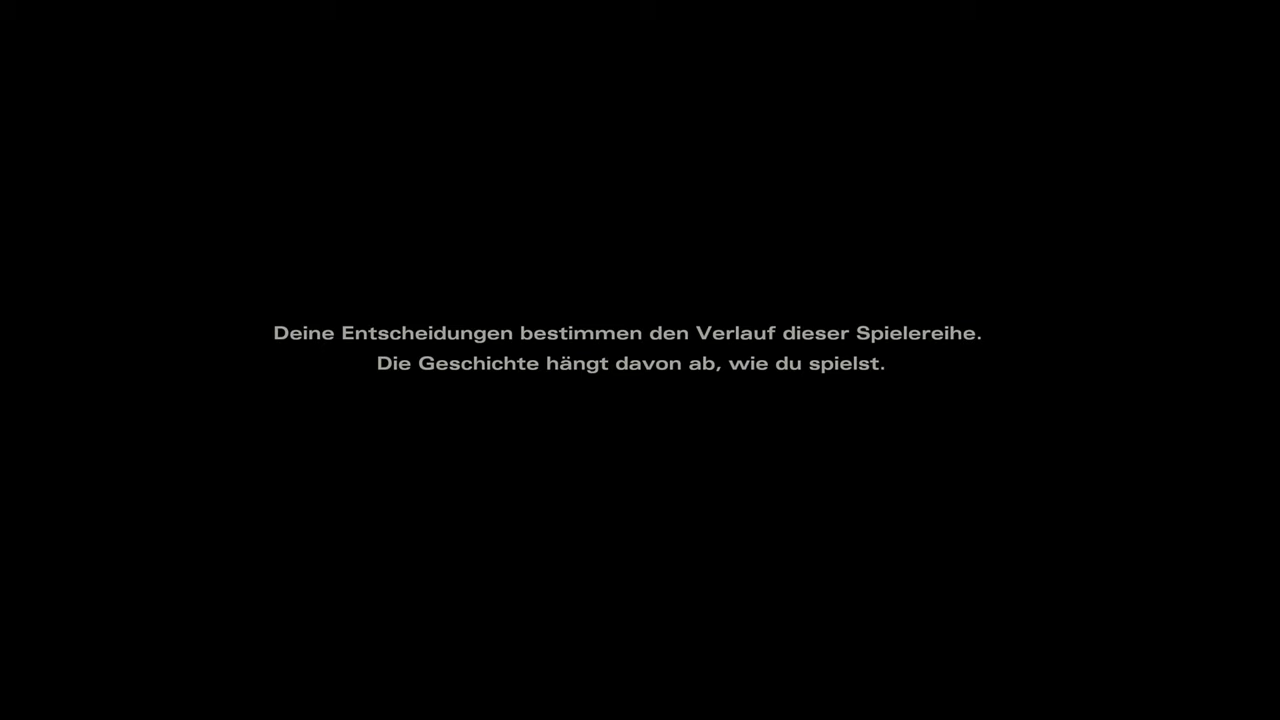 Deine Entscheidungen bestimmen den Verlauf dieser Spielereihe.
Die Geschichte hängt davon ab, wie du spielst.